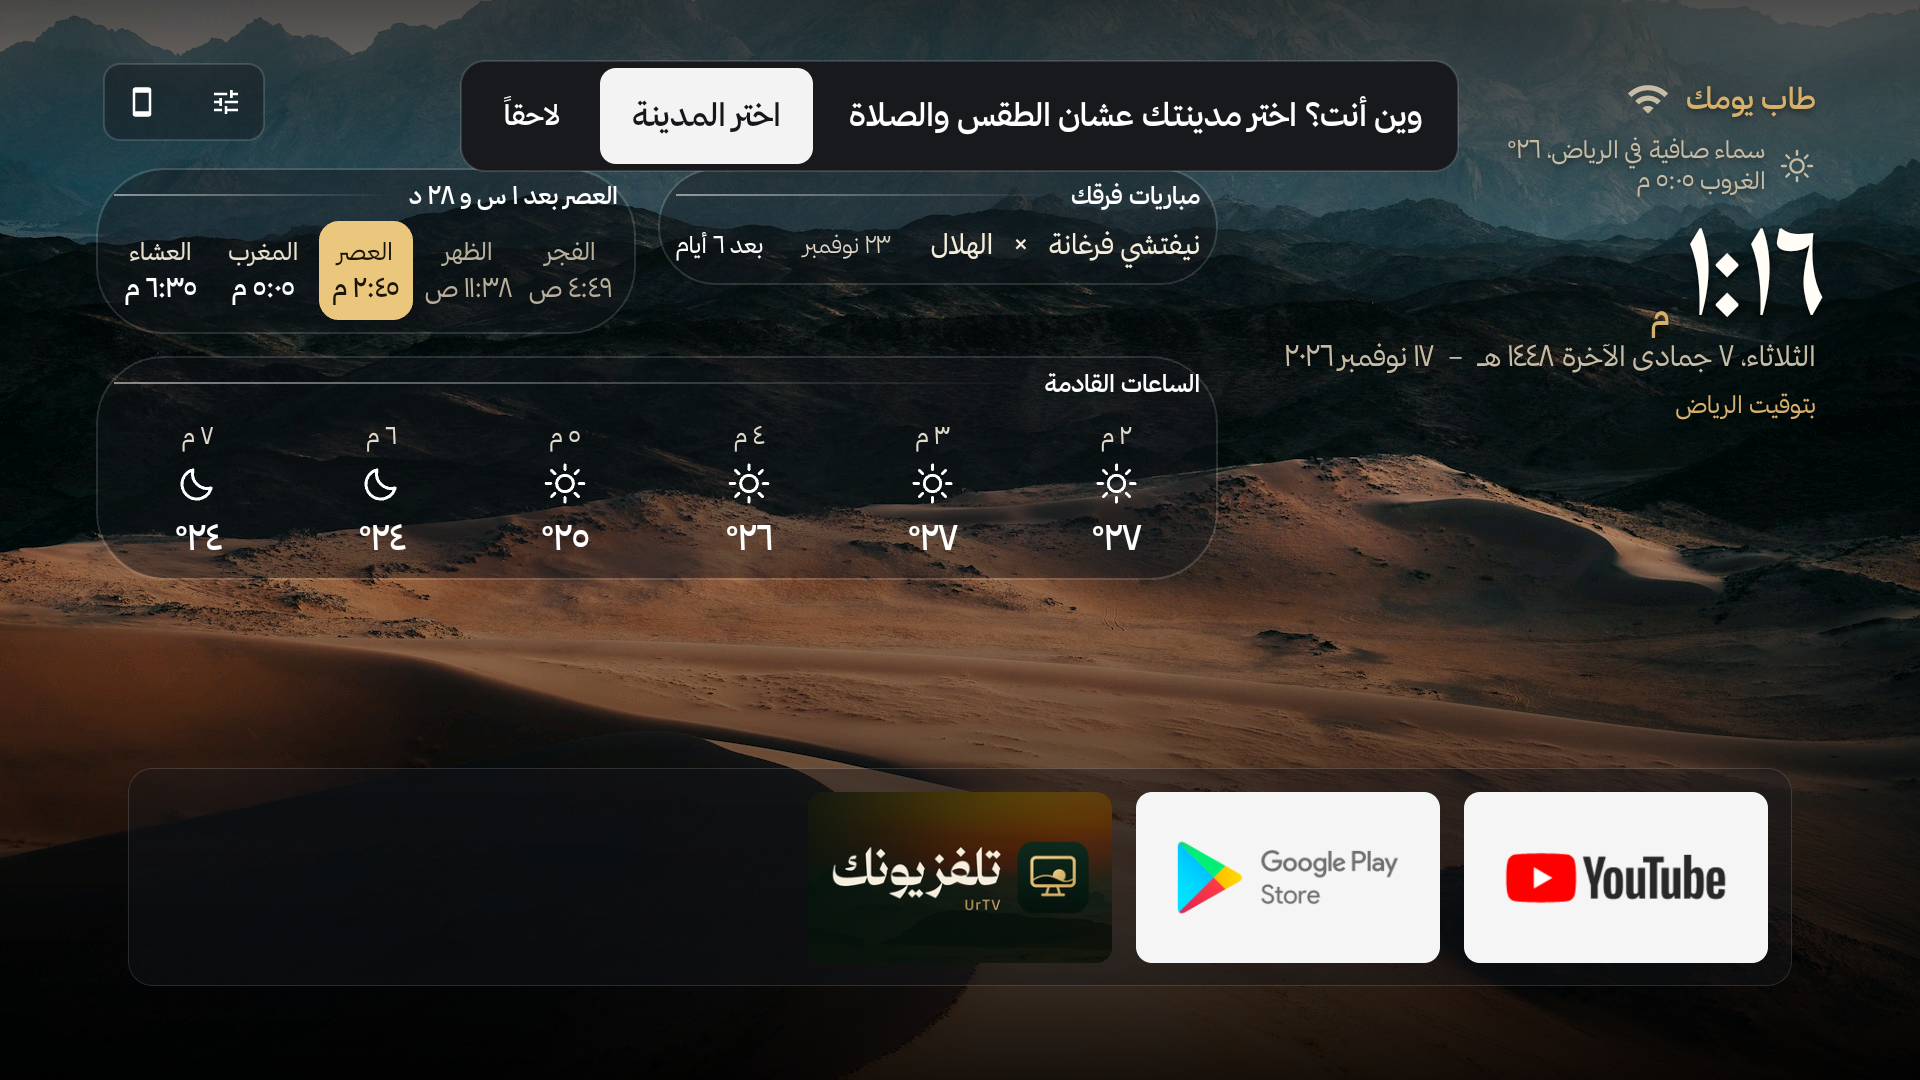 طاب يومك
سماء صافية في الرياض، ٢٦°
الغروب ٥:٠٥ م
١:١٦ م
الثلاثاء، ٧ جمادى الآخرة ١٤٤٨ هـ – ١٧ نوفمبر ٢٠٢٦
بتوقيت الرياض
وين أنت؟ اختر مدينتك عشان الطقس والصلاة
اختر المدينة
لاحقاً
مباريات فرقك
نيفتشي فرغانة × الهلال ٢٣ نوفمبر بعد ٦ أيام
العصر بعد ١ س و ٢٨ د
الفجر الظهر العصر المغرب العشاء
٤:٤٩ ص ١١:٣٨ ص ٢:٤٥ م ٥:٠٥ م ٦:٣٥ م
الساعات القادمة
٢ م ٣ م ٤ م ٥ م ٦ م ٧ م
٢٧° ٢٧° ٢٦° ٢٥° ٢٤° ٢٤°
YouTube
Google Play
Store
تلفزيونك
UrTV